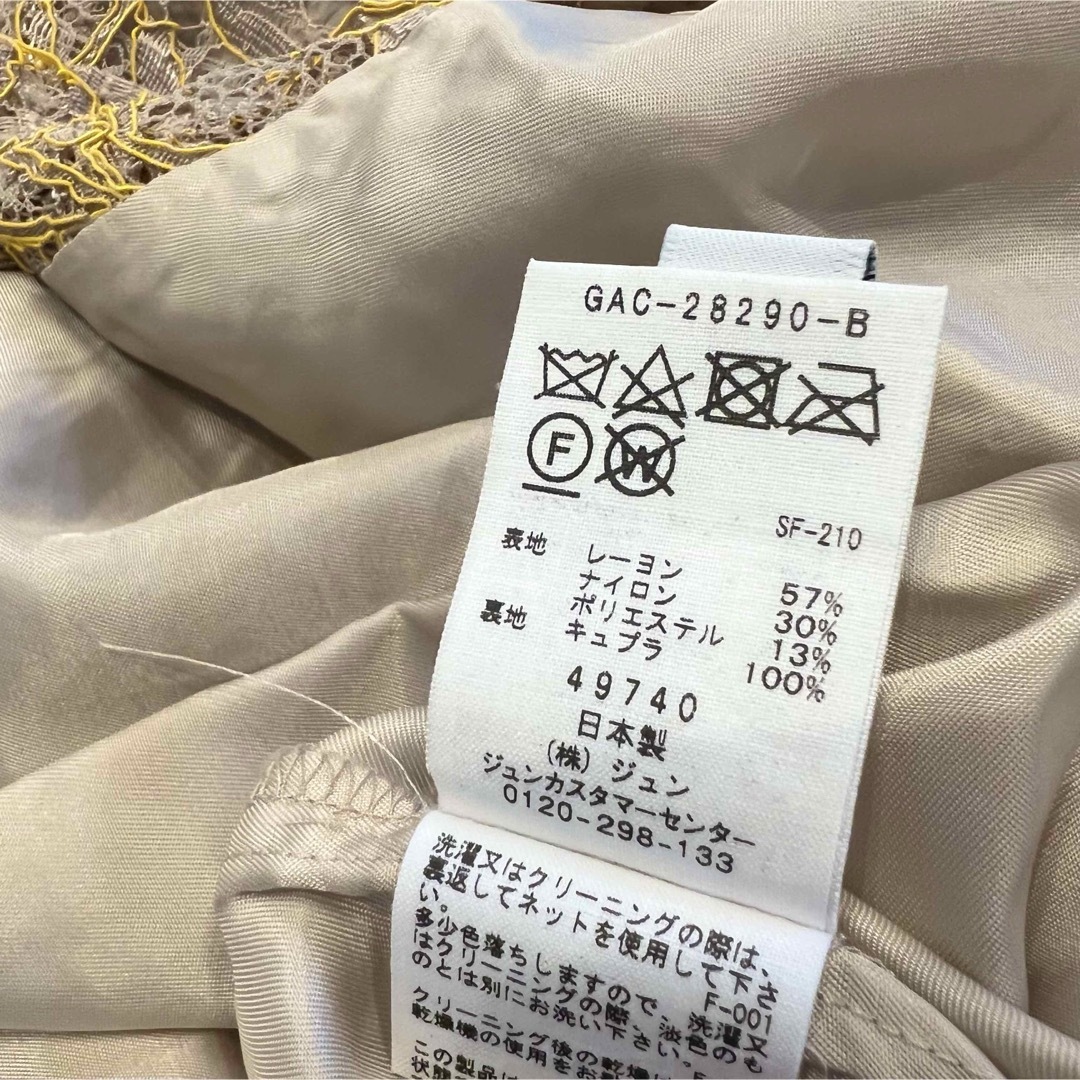 GAC-28290-B
F W
SF-210
表地 レーヨン 57%
ナイロン 30%
ポリエステル 13%
裏地 キュプラ 100%
49740
日本製
(株) ジュン
ジュンカスタマーセンター
0120-298-133
洗濯又はクリーニングの際は、
裏返してネットを使用して下さ
い。 F-001
多少色落ちしますので、洗濯又
はクリーニングの際、淡色のも
のとは別にお洗い下さい。
クリーニング後の乾燥は
乾燥機の使用をお
この製品は
状態